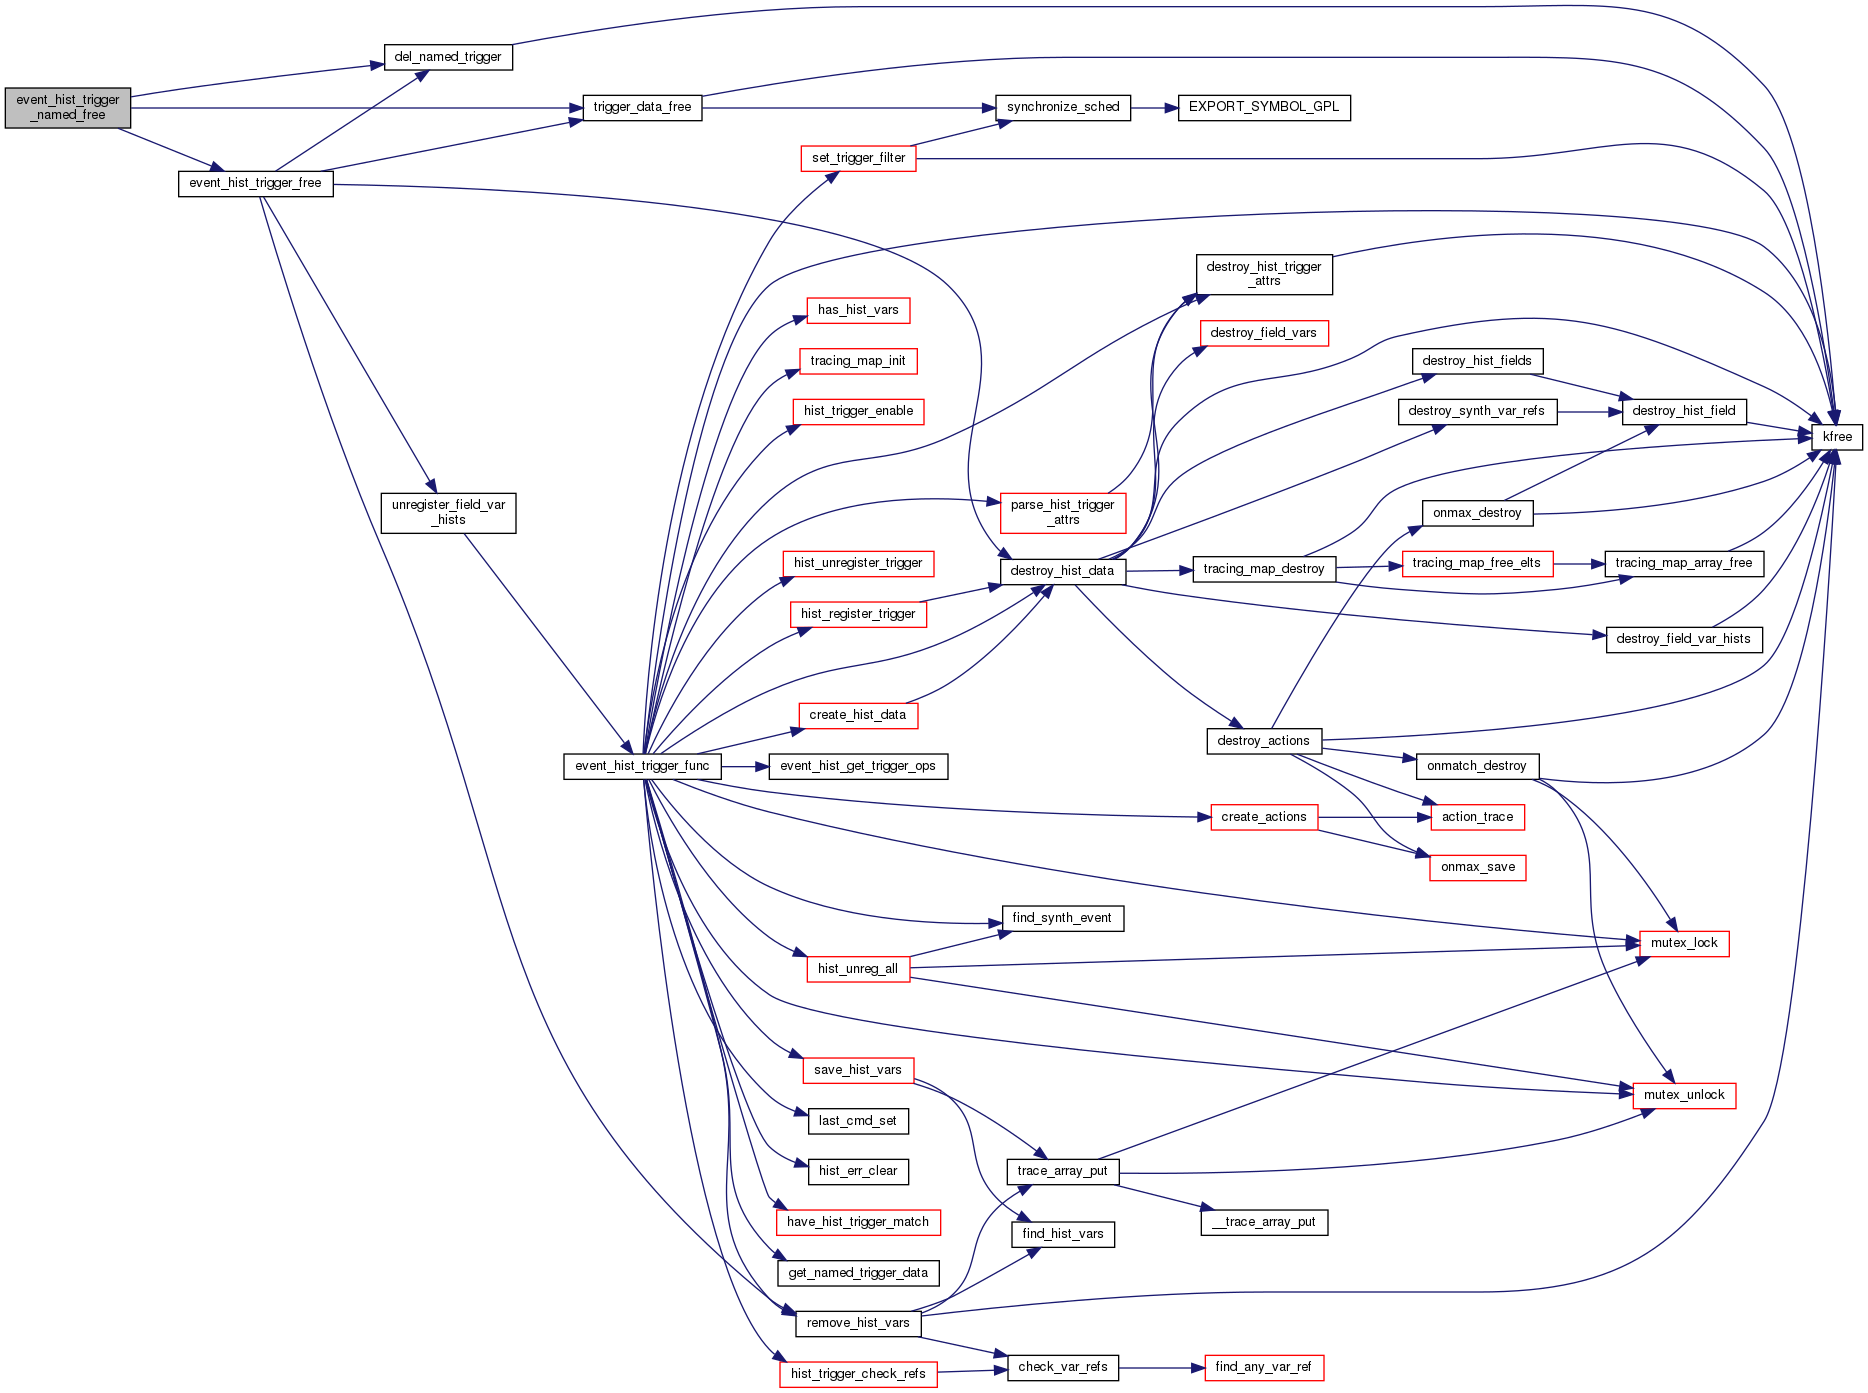 event_hist_trigger
_named_free
del_named_trigger
event_hist_trigger_free
trigger_data_free
unregister_field_var
_hists
event_hist_trigger_func
set_trigger_filter
has_hist_vars
tracing_map_init
hist_trigger_enable
hist_unregister_trigger
hist_register_trigger
create_hist_data
event_hist_get_trigger_ops
hist_unreg_all
save_hist_vars
last_cmd_set
hist_err_clear
have_hist_trigger_match
get_named_trigger_data
remove_hist_vars
hist_trigger_check_refs
synchronize_sched
parse_hist_trigger
_attrs
destroy_hist_data
find_synth_event
trace_array_put
find_hist_vars
check_var_refs
EXPORT_SYMBOL_GPL
destroy_hist_trigger
_attrs
destroy_field_vars
tracing_map_destroy
destroy_actions
create_actions
__trace_array_put
find_any_var_ref
destroy_hist_fields
destroy_synth_var_refs
onmax_destroy
tracing_map_free_elts
onmatch_destroy
action_trace
onmax_save
destroy_hist_field
tracing_map_array_free
destroy_field_var_hists
mutex_lock
mutex_unlock
kfree